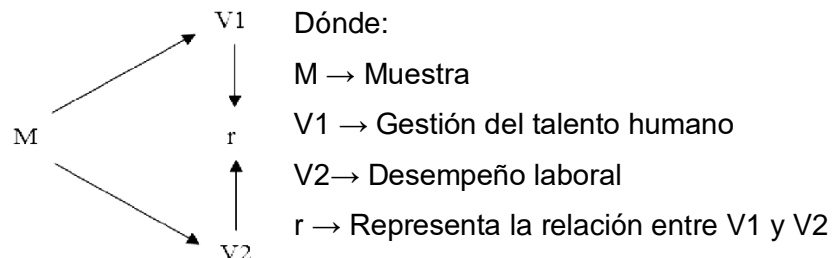 V1
M
r
V2
Dónde:
M → Muestra
V1 → Gestión del talento humano
V2→ Desempeño laboral
r → Representa la relación entre V1 y V2